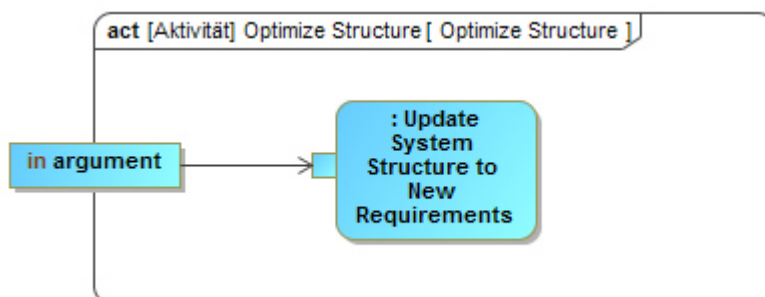 act [Aktivität] Optimize Structure [ Optimize Structure ]
in argument
: Update
System
Structure to
New
Requirements